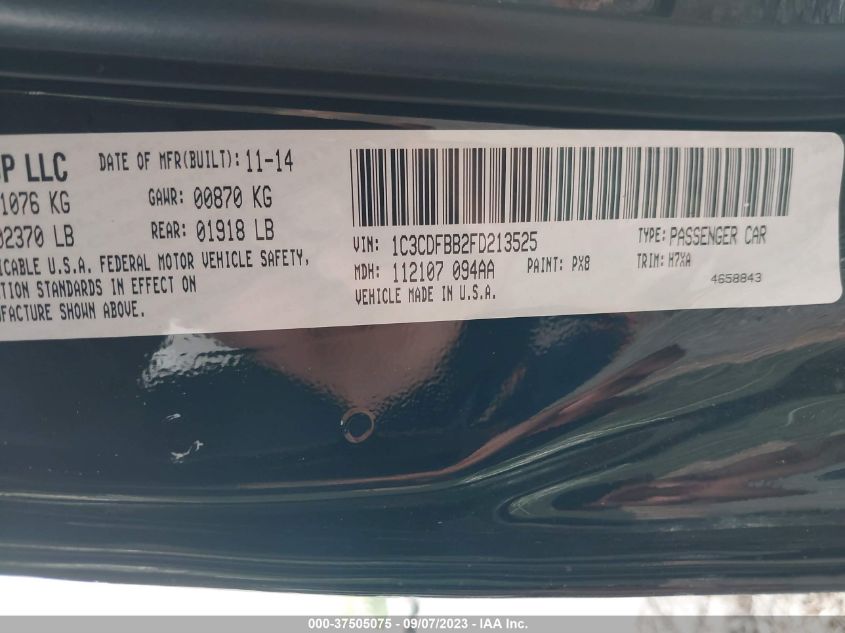 GP LLC DATE OF MFR(BUILT): 11-14
1076 KG GAWR: 00870 KG
02370 LB REAR: 01918 LB
ICABLE U.S.A. FEDERAL MOTOR VEHICLE SAFETY,
TION STANDARDS IN EFFECT ON
FACTURE SHOWN ABOVE.
VIN: 1C3CDFBB2FD213525 TYPE: PASSENGER CAR
MDH: 112107 094AA PAINT: PX8 TRIM: H7XA
VEHICLE MADE IN U.S.A. 4658843
000-37505075 - 09/07/2023 - IAA Inc.